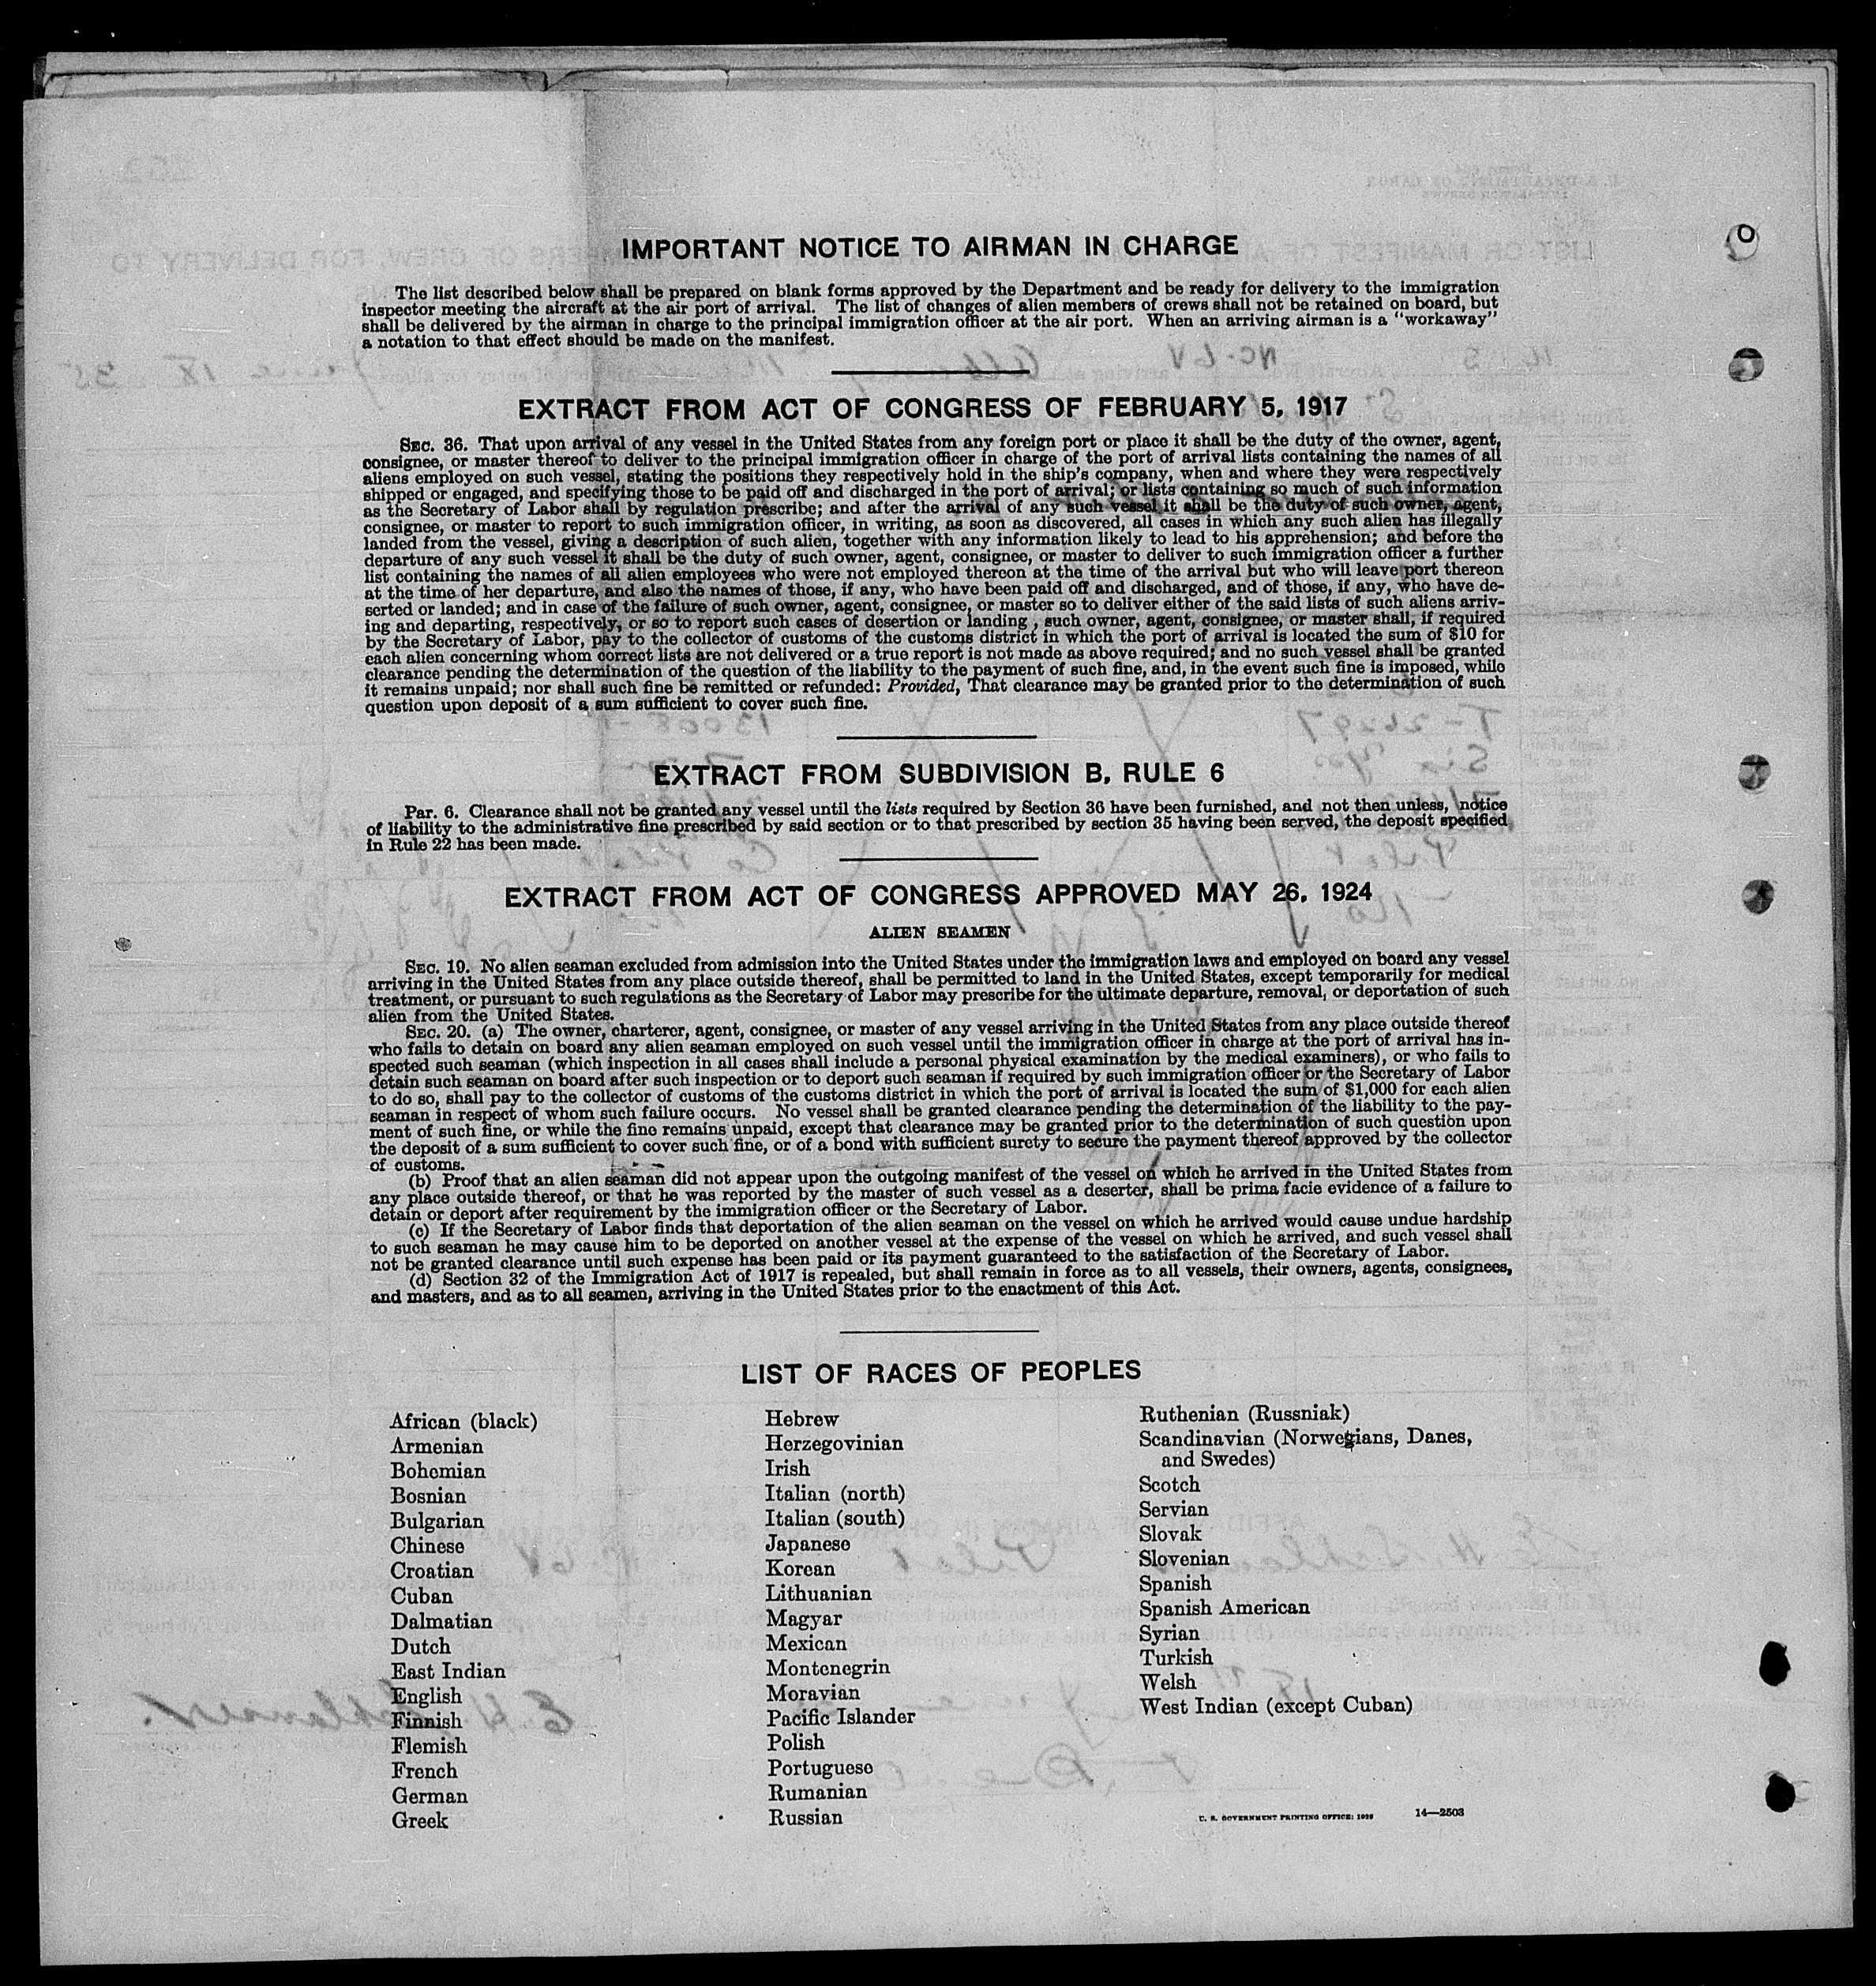 IMPORTANT NOTICE TO AIRMAN IN CHARGE
The list described below shall be prepared on blank forms approved by the Department and be ready for delivery to the immigration
inspector meeting the aircraft at the air port of arrival. The list of changes of alien members of crews shall not be retained on board, but
shall be delivered by the airman in charge to the principal immigration officer at the air port. When an arriving airman is a "workaway"
a notation to that effect should be made on the manifest.
EXTRACT FROM ACT OF CONGRESS OF FEBRUARY 5, 1917
SEC. 36. That upon arrival of any vessel in the United States from any foreign port or place it shall be the duty of the owner, agent,
consignee, or master thereof to deliver to the principal immigration officer in charge of the port of arrival lists containing the names of all
aliens employed on such vessel, stating the positions they respectively hold in the ship's company, when and where they were respectively
shipped or engaged, and specifying those to be paid off and discharged in the port of arrival; or lists containing so much of such information
as the Secretary of Labor shall by regulation prescribe; and after the arrival of any such vessel it shall be the duty of such owner, agent,
consignee, or master to report to such immigration officer, in writing, as soon as discovered, all cases in which any such alien has illegally
landed from the vessel, giving a description of such alien, together with any information likely to lead to his apprehension; and before the
departure of any such vessel it shall be the duty of such owner, agent, consignee, or master to deliver to such immigration officer a further
list containing the names of all alien employees who were not employed thereon at the time of the arrival but who will leave port thereon
at the time of her departure, and also the names of those, if any, who have been paid off and discharged, and of those, if any, who have de-
serted or landed; and in case of the failure of such owner, agent, consignee, or master so to deliver either of the said lists of such aliens arriv-
ing and departing, respectively, or so to report such cases of desertion or landing , such owner, agent, consignee, or master shall, if required
by the Secretary of Labor, pay to the collector of customs of the customs district in which the port of arrival is located the sum of $10 for
each alien concerning whom correct lists are not delivered or a true report is not made as above required; and no such vessel shall be granted
clearance pending the determination of the question of the liability to the payment of such fine, and, in the event such fine is imposed, while
it remains unpaid; nor shall such fine be remitted or refunded: Provided, That clearance may be granted prior to the determination of such
question upon deposit of a sum sufficient to cover such fine.
EXTRACT FROM SUBDIVISION B, RULE 6
Par. 6. Clearance shall not be granted any vessel until the lists required by Section 36 have been furnished, and not then unless, notice
of liability to the administrative fine prescribed by said section or to that prescribed by section 35 having been served, the deposit specified
in Rule 22 has been made.
EXTRACT FROM ACT OF CONGRESS APPROVED MAY 26, 1924
ALIEN SEAMEN
SEC. 19. No alien seaman excluded from admission into the United States under the immigration laws and employed on board any vessel
arriving in the United States from any place outside thereof, shall be permitted to land in the United States, except temporarily for medical
treatment, or pursuant to such regulations as the Secretary of Labor may prescribe for the ultimate departure, removal, or deportation of such
alien from the United States.
SEC. 20. (a) The owner, charterer, agent, consignee, or master of any vessel arriving in the United States from any place outside thereof
who fails to detain on board any alien seaman employed on such vessel until the immigration officer in charge at the port of arrival has in-
spected such seaman (which inspection in all cases shall include a personal physical examination by the medical examiners), or who fails to
detain such seaman on board after such inspection or to deport such seaman if required by such immigration officer or the Secretary of Labor
to do so, shall pay to the collector of customs of the customs district in which the port of arrival is located the sum of $1,000 for each alien
seaman in respect of whom such failure occurs. No vessel shall be granted clearance pending the determination of the liability to the pay-
ment of such fine, or while the fine remains unpaid, except that clearance may be granted prior to the determination of such question upon
the deposit of a sum sufficient to cover such fine, or of a bond with sufficient surety to secure the payment thereof approved by the collector
of customs.
(b) Proof that an alien seaman did not appear upon the outgoing manifest of the vessel on which he arrived in the United States from
any place outside thereof, or that he was reported by the master of such vessel as a deserter, shall be prima facie evidence of a failure to
detain or deport after requirement by the immigration officer or the Secretary of Labor.
(c) If the Secretary of Labor finds that deportation of the alien seaman on the vessel on which he arrived would cause undue hardship
to such seaman he may cause him to be deported on another vessel at the expense of the vessel on which he arrived, and such vessel shall
not be granted clearance until such expense has been paid or its payment guaranteed to the satisfaction of the Secretary of Labor.
(d) Section 32 of the Immigration Act of 1917 is repealed, but shall remain in force as to all vessels, their owners, agents, consignees,
and masters, and as to all seamen, arriving in the United States prior to the enactment of this Act.
LIST OF RACES OF PEOPLES
African (black)
Armenian
Bohemian
Bosnian
Bulgarian
Chinese
Croatian
Cuban
Dalmatian
Dutch
East Indian
English
Finnish
Flemish
French
German
Greek
Hebrew
Herzegovinian
Irish
Italian (north)
Italian (south)
Japanese
Korean
Lithuanian
Magyar
Mexican
Montenegrin
Moravian
Pacific Islander
Polish
Portuguese
Rumanian
Russian
Ruthenian (Russniak)
Scandinavian (Norwegians, Danes,
and Swedes)
Scotch
Servian
Slovak
Slovenian
Spanish
Spanish American
Syrian
Turkish
Welsh
West Indian (except Cuban)
U. S. GOVERNMENT PRINTING OFFICE: 14—2503